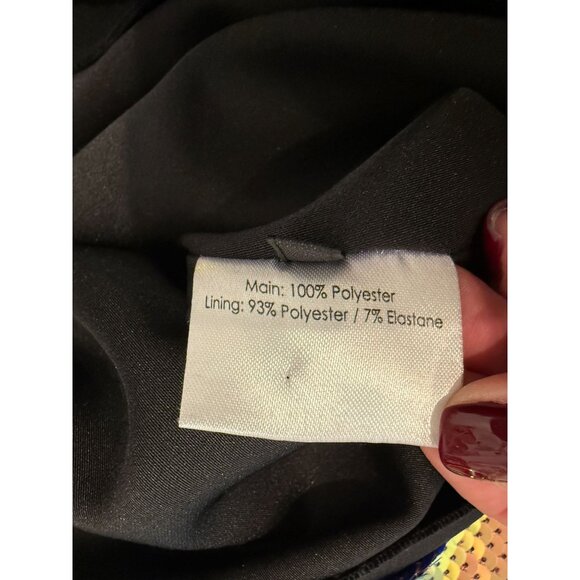 Main: 100% Polyester
Lining: 93% Polyester / 7% Elastane